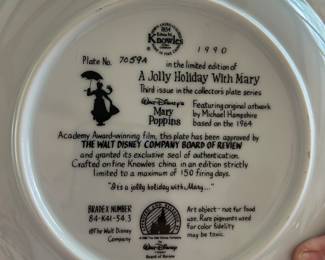 Edwin M.
Knowles
1990
Plate No. 7059A
in the limited edition of
A Jolly Holiday With Mary
Third issue in the collector's plate series
Walt Disney's
Mary
Poppins
Featuring original artwork
by Michael Hampshire
based on the 1964
Academy Award-winning film, this plate has been approved by
THE WALT DISNEY COMPANY BOARD OF REVIEW
and granted its exclusive seal of authentication.
Crafted on fine Knowles china in an edition strictly
limited to a maximum of 150 firing days.
"It's a jolly holiday with Mary..."
BRADEX NUMBER
84-K41-34.3
©The Walt Disney
Company
The
Walt Disney
Company
Board of Review
Art object - not for food
use. Rare pigments used
for color fidelity
may be toxic.